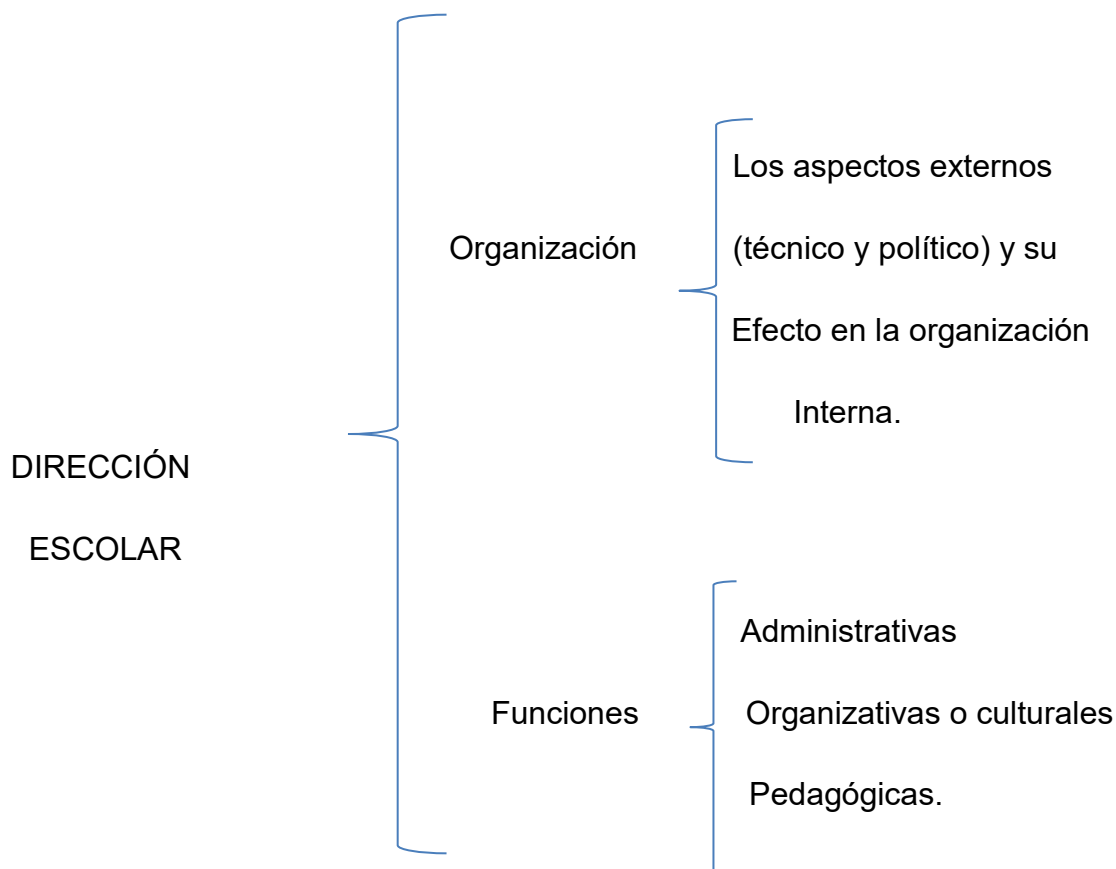 DIRECCIÓN
ESCOLAR
Organización
Los aspectos externos
(técnico y político) y su
Efecto en la organización
Interna.
Funciones
Administrativas
Organizativas o culturales
Pedagógicas.